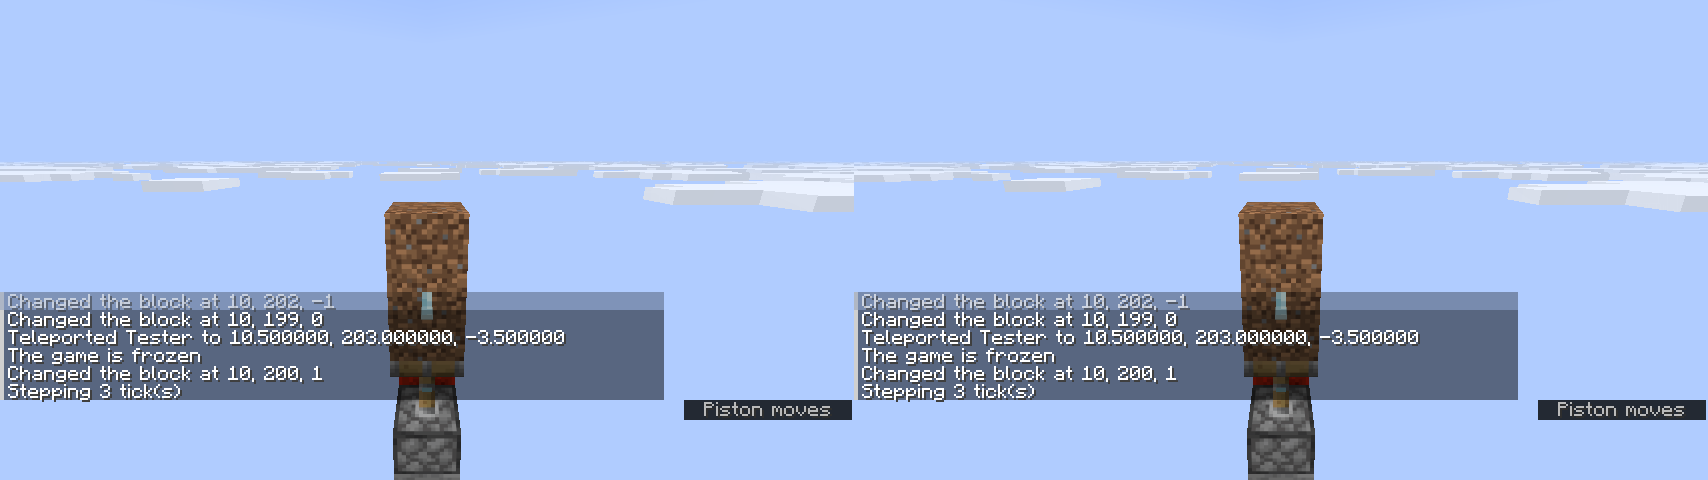 Changed the block at 10, 202, -1
Changed the block at 10, 199, 0
Teleported Tester to 10.500000, 203.000000, -3.500000
The game is frozen
Changed the block at 10, 200, 1
Stepping 3 tick(s)
Piston moves
Changed the block at 10, 202, -1
Changed the block at 10, 199, 0
Teleported Tester to 10.500000, 203.000000, -3.500000
The game is frozen
Changed the block at 10, 200, 1
Stepping 3 tick(s)
Piston moves